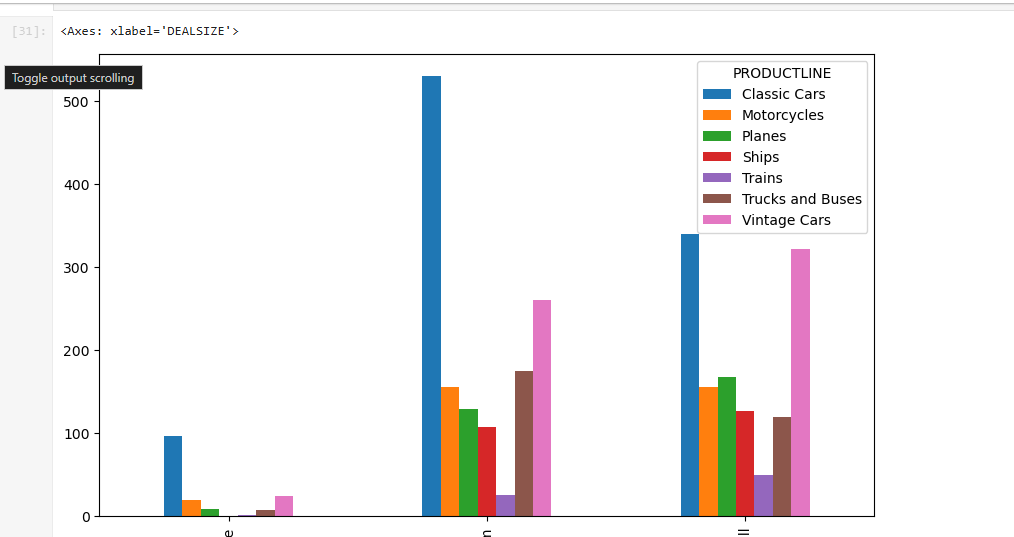 [31]: <Axes: xlabel='DEALSIZE'>
Toggle output scrolling
PRODUCTLINE
Classic Cars
Motorcycles
Planes
Ships
Trains
Trucks and Buses
Vintage Cars
500
400
300
200
100
0